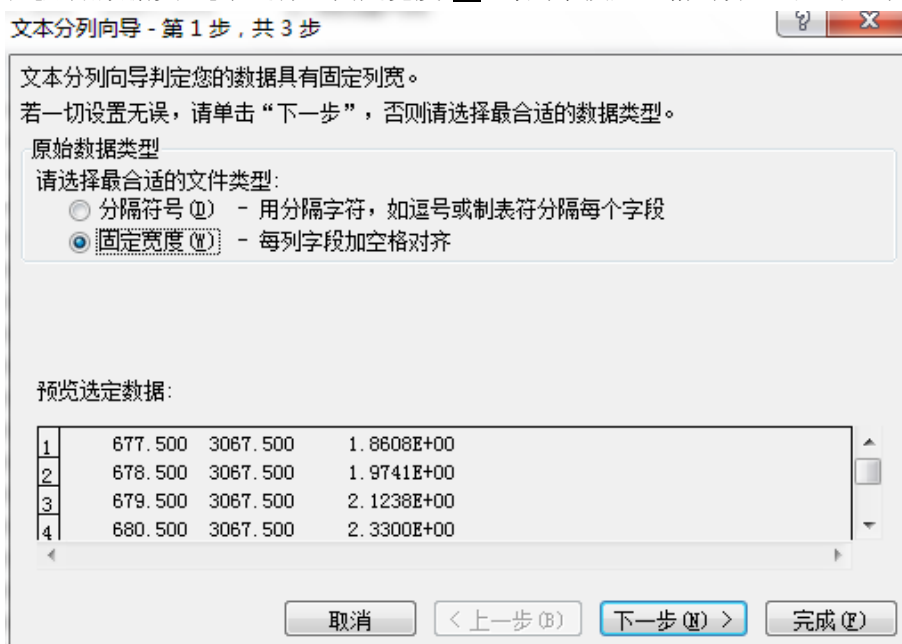 文本分列向导 - 第 1 步，共 3 步
文本分列向导判定您的数据具有固定列宽。
若一切设置无误，请单击“下一步”，否则请选择最合适的数据类型。
原始数据类型
请选择最合适的文件类型:
分隔符号(D) - 用分隔字符，如逗号或制表符分隔每个字段
固定宽度(W) - 每列字段加空格对齐
预览选定数据:
1 677.500 3067.500 1.8608E+00
2 678.500 3067.500 1.9741E+00
3 679.500 3067.500 2.1238E+00
4 680.500 3067.500 2.3300E+00
取消 < 上一步(B) 下一步(N) > 完成(F)